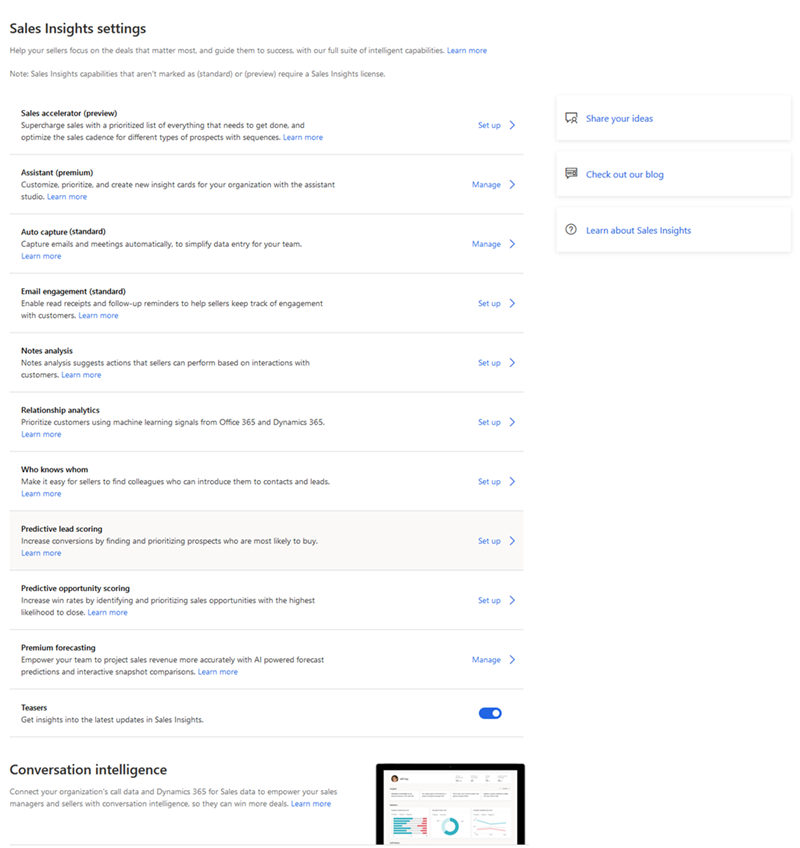 Sales Insights settings
Help your sellers focus on the deals that matter most, and guide them to success, with our full suite of intelligent capabilities. Learn more
Note: Sales Insights capabilities that aren't marked as (standard) or (preview) require a Sales Insights license.
Sales accelerator (preview)
Supercharge sales with a prioritized list of everything that needs to get done, and
optimize the sales cadence for different types of prospects with sequences. Learn more
Set up
Assistant (premium)
Customize, prioritize, and create new insight cards for your organization with the assistant
studio. Learn more
Manage
Auto capture (standard)
Capture emails and meetings automatically, to simplify data entry for your team.
Learn more
Manage
Email engagement (standard)
Enable read receipts and follow-up reminders to help sellers keep track of engagement
with customers. Learn more
Set up
Notes analysis
Notes analysis suggests actions that sellers can perform based on interactions with
customers. Learn more
Set up
Relationship analytics
Prioritize customers using machine learning signals from Office 365 and Dynamics 365.
Learn more
Set up
Who knows whom
Make it easy for sellers to find colleagues who can introduce them to contacts and leads.
Learn more
Set up
Predictive lead scoring
Increase conversions by finding and prioritizing prospects who are most likely to buy.
Learn more
Set up
Predictive opportunity scoring
Increase win rates by identifying and prioritizing sales opportunities with the highest
likelihood to close. Learn more
Set up
Premium forecasting
Empower your team to project sales revenue more accurately with AI powered forecast
predictions and interactive snapshot comparisons. Learn more
Manage
Teasers
Get insights into the latest updates in Sales Insights.
Share your ideas
Check out our blog
Learn about Sales Insights
Conversation intelligence
Connect your organization's call data and Dynamics 365 for Sales data to empower your sales
managers and sellers with conversation intelligence, so they can win more deals. Learn more